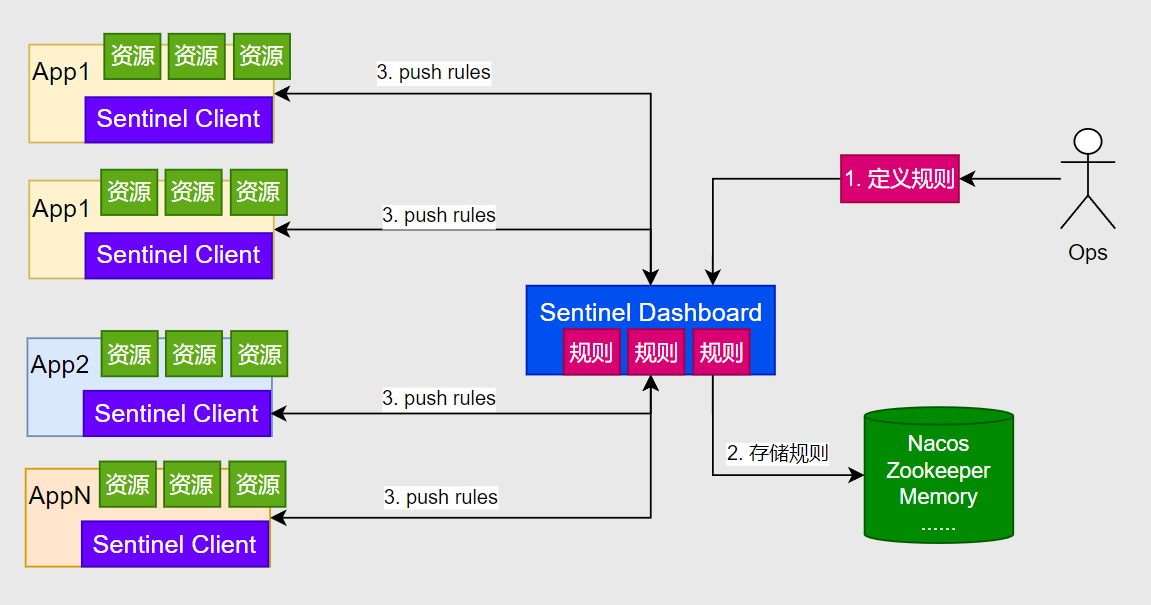 App1
资源
资源
资源
Sentinel Client
3. push rules
App1
资源
资源
资源
Sentinel Client
3. push rules
App2
资源
资源
资源
Sentinel Client
3. push rules
AppN
资源
资源
资源
Sentinel Client
3. push rules
Sentinel Dashboard
规则
规则
规则
1. 定义规则
Ops
2. 存储规则
Nacos
Zookeeper
Memory
......